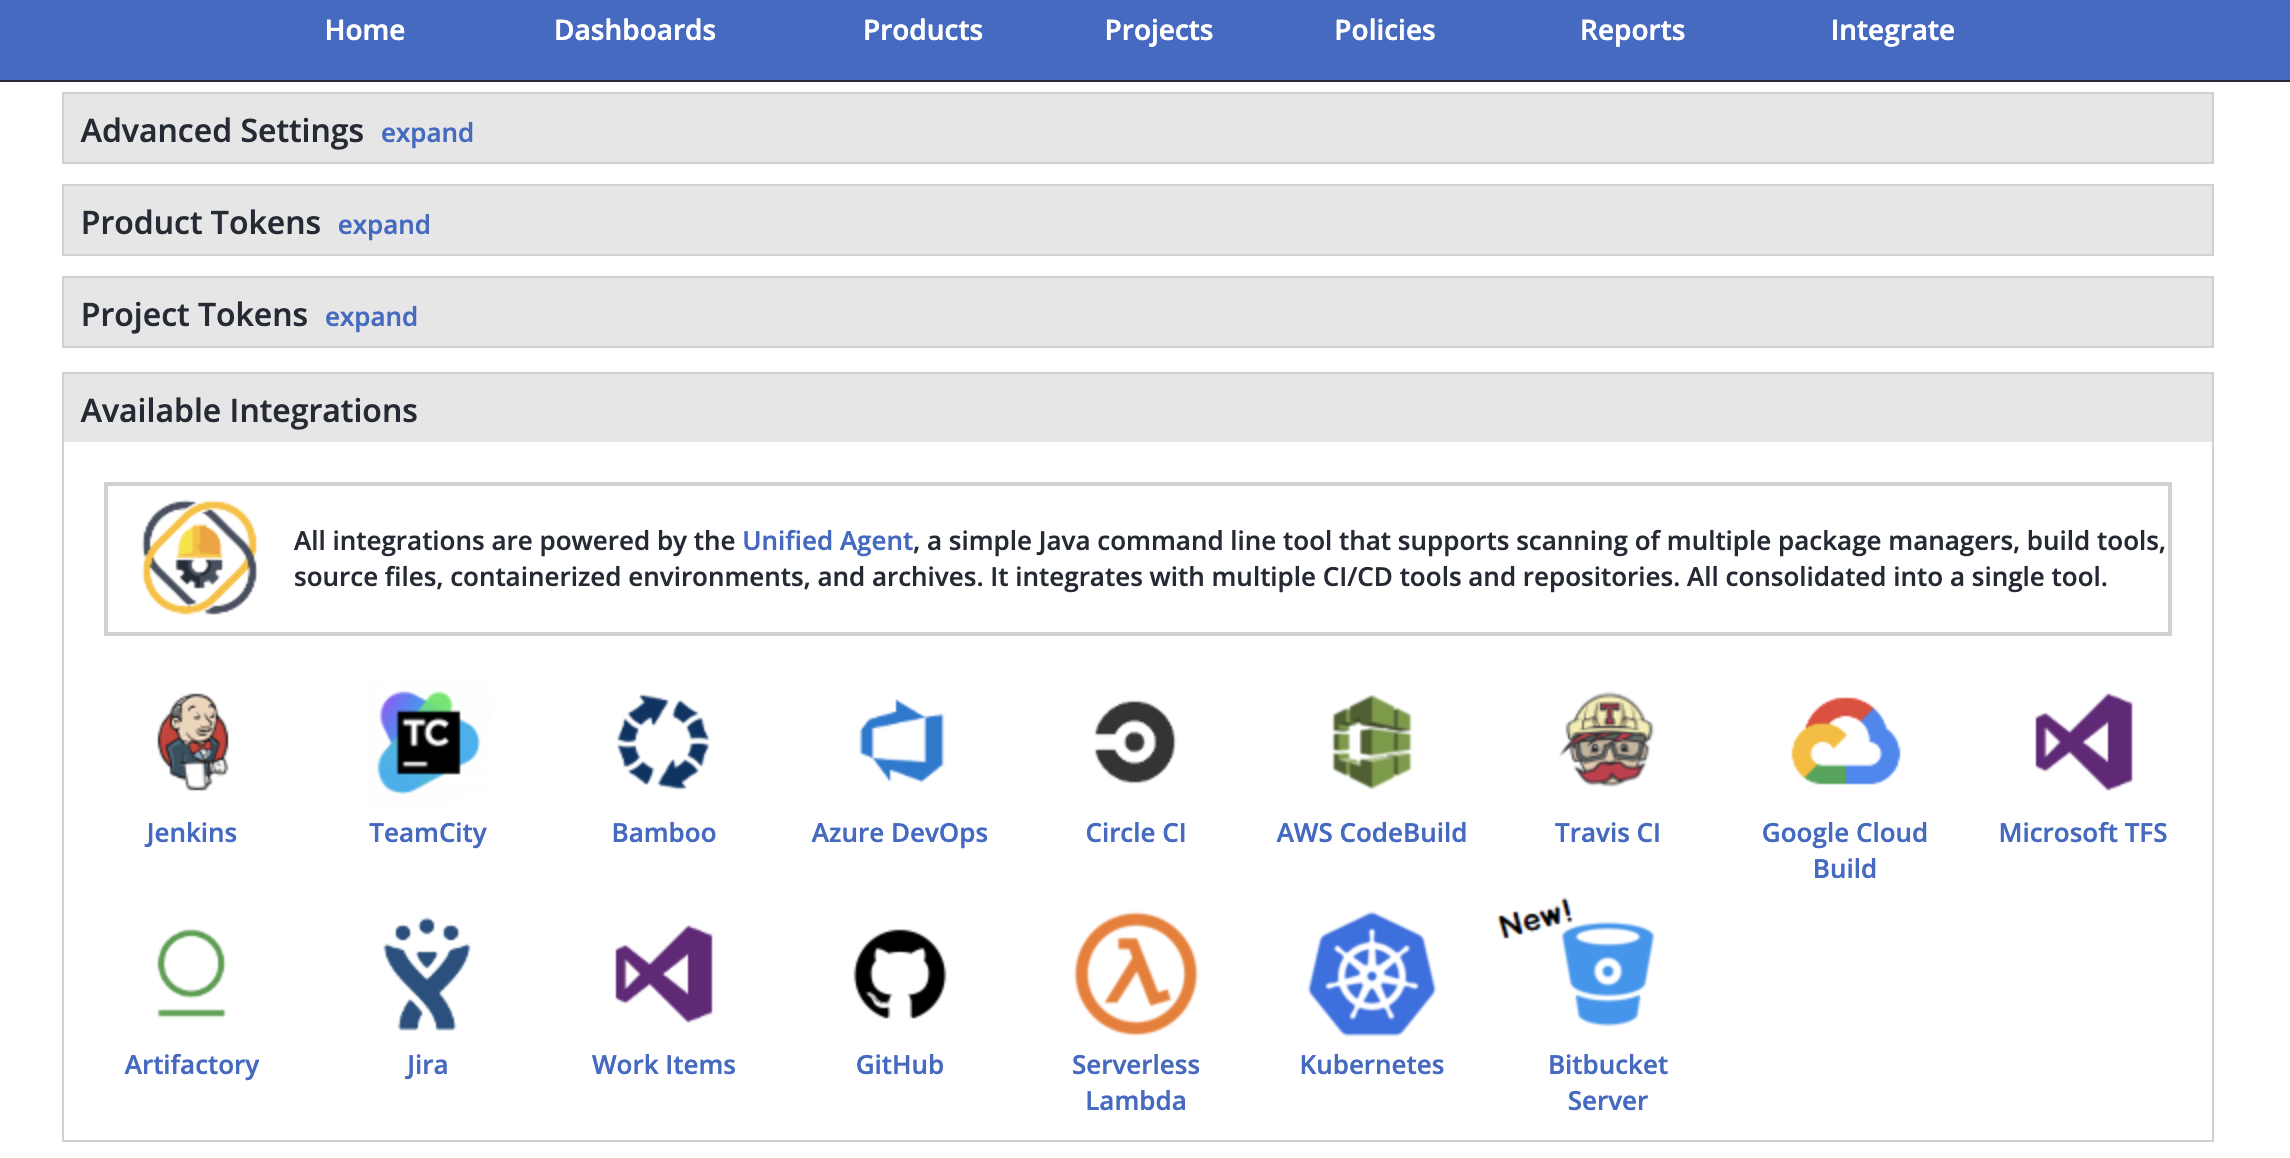 Home Dashboards Products Projects Policies Reports Integrate
Advanced Settings expand
Product Tokens expand
Project Tokens expand
Available Integrations
All integrations are powered by the Unified Agent, a simple Java command line tool that supports scanning of multiple package managers, build tools,
source files, containerized environments, and archives. It integrates with multiple CI/CD tools and repositories. All consolidated into a single tool.
TC
T
Jenkins TeamCity Bamboo Azure DevOps Circle CI AWS CodeBuild Travis CI Google Cloud Build Microsoft TFS
New!
Artifactory Jira Work Items GitHub Serverless Lambda Kubernetes Bitbucket Server